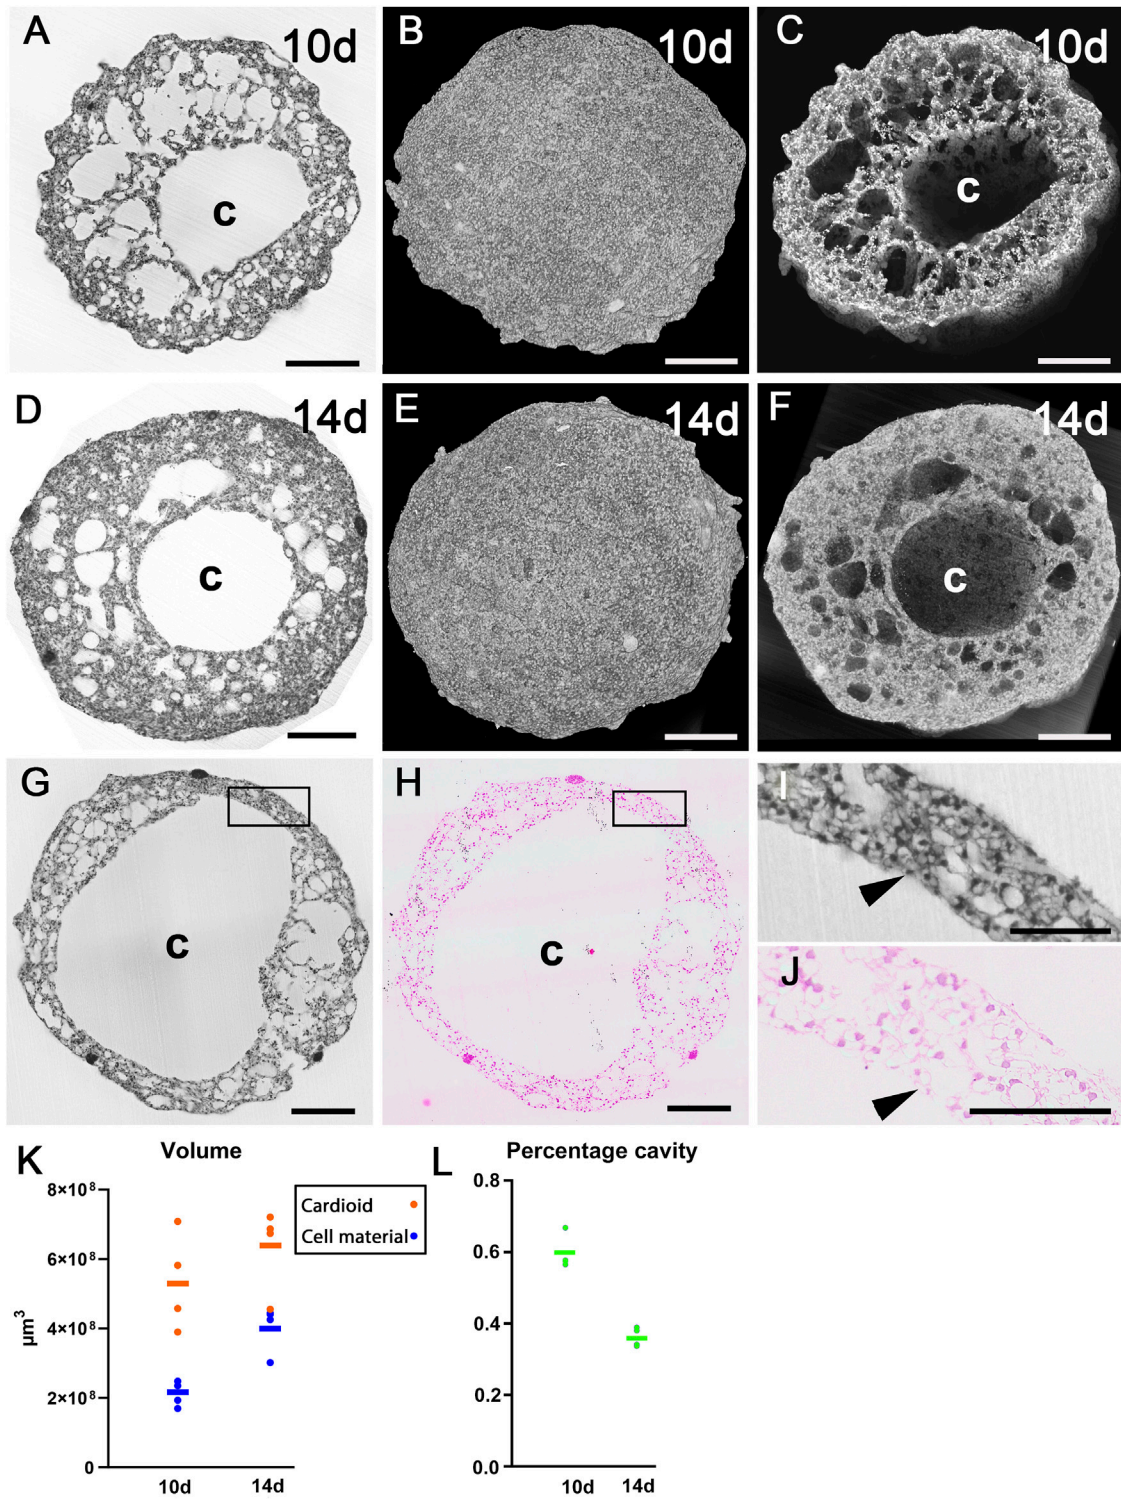 A
10d
B
10d
C
10d
c
c
D
14d
E
14d
F
14d
c
c
G
c
H
c
I
J
K
Volume
8×10⁸
6×10⁸
4×10⁸
2×10⁸
0
µm³
10d
14d
Cardioid
Cell material
L
Percentage cavity
0.8
0.6
0.4
0.2
0.0
10d
14d